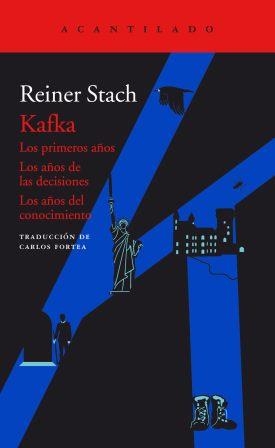 ACANTILADO
Reiner Stach
Kafka
Los primeros años
Los años de
las decisiones
Los años del
conocimiento
TRADUCCIÓN DE
CARLOS FORTEA